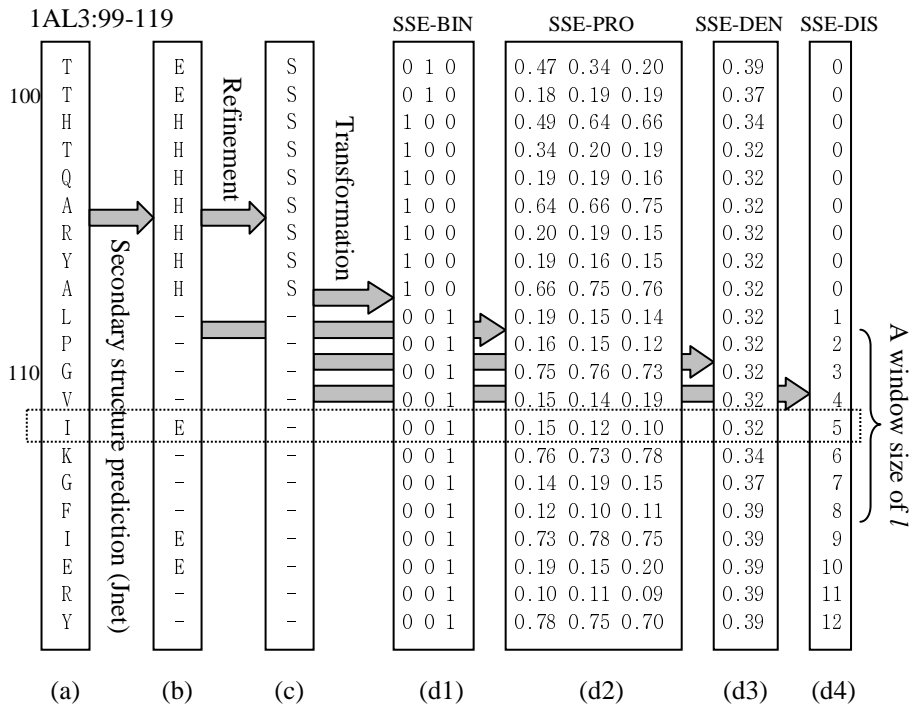 1AL3:99-119 SSE-BIN SSE-PRO SSE-DEN SSE-DIS
T E S 0 1 0 0.47 0.34 0.20 0.39 0
100 T E S 0 1 0 0.18 0.19 0.19 0.37 0
H H S 1 0 0 0.49 0.64 0.66 0.34 0
T H S 1 0 0 0.34 0.20 0.19 0.32 0
Q H S 1 0 0 0.19 0.19 0.16 0.32 0
A H S 1 0 0 0.64 0.66 0.75 0.32 0
R H S 1 0 0 0.20 0.19 0.15 0.32 0
Y H S 1 0 0 0.19 0.16 0.15 0.32 0
A H S 1 0 0 0.66 0.75 0.76 0.32 0
L - - 0 0 1 0.19 0.15 0.14 0.32 1
P - - 0 0 1 0.16 0.15 0.12 0.32 2
110 G - - 0 0 1 0.75 0.76 0.73 0.32 3
V - - 0 0 1 0.15 0.14 0.19 0.32 4
I E - 0 0 1 0.15 0.12 0.10 0.32 5
K - - 0 0 1 0.76 0.73 0.78 0.34 6
G - - 0 0 1 0.14 0.19 0.15 0.37 7
F - - 0 0 1 0.12 0.10 0.11 0.39 8
I E - 0 0 1 0.73 0.78 0.75 0.39 9
E E - 0 0 1 0.19 0.15 0.20 0.39 10
R - - 0 0 1 0.10 0.11 0.09 0.39 11
Y - - 0 0 1 0.78 0.75 0.70 0.39 12
Secondary structure prediction (Jnet)
Refinement
Transformation
A window size of l
(a) (b) (c) (d1) (d2) (d3) (d4)